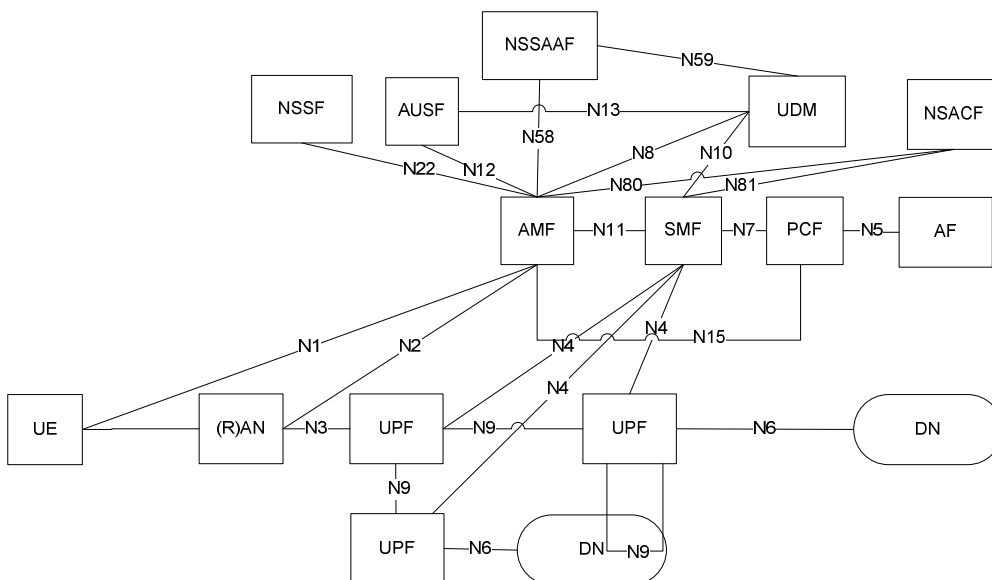 NSSAAF
N59
NSSF
AUSF
N13
UDM
NSACF
N58
N22
N12
N8
N10
N80
N81
AMF
N11
SMF
N7
PCF
N5
AF
N1
N2
N4
N4
N15
N4
UE
(R)AN
N3
UPF
N9
UPF
N6
DN
N9
UPF
N6
DN
N9